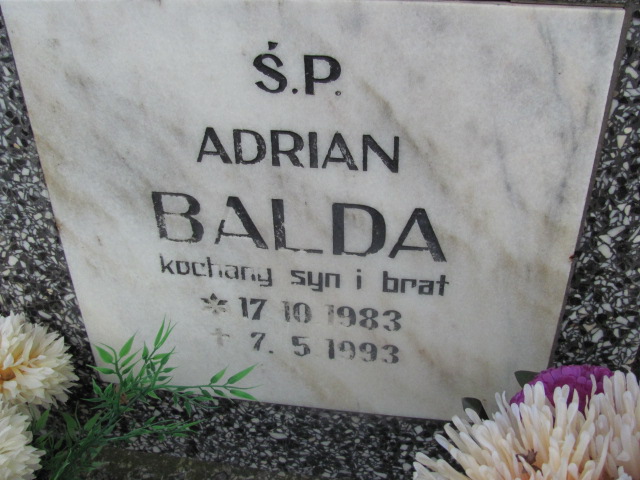 Ś.P.
ADRIAN
BALDA
kochany syn i brat
* 17 10 1983
+ 7. 5 1993